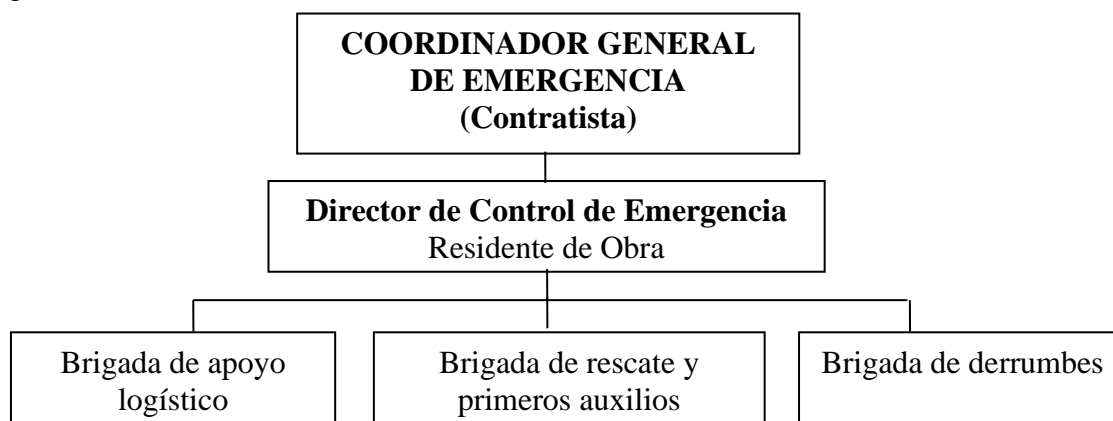 COORDINADOR GENERAL
DE EMERGENCIA
(Contratista)
Director de Control de Emergencia
Residente de Obra
Brigada de apoyo
logístico
Brigada de rescate y
primeros auxilios
Brigada de derrumbes